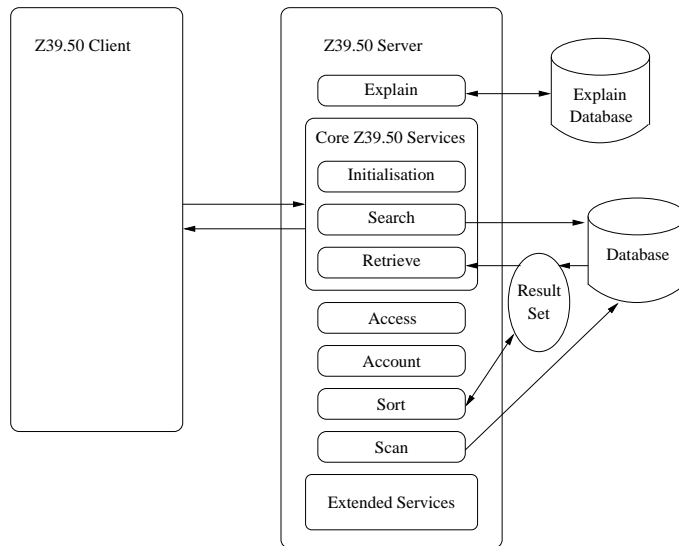 Z39.50 Client
Z39.50 Server
Explain
Explain
Database
Core Z39.50 Services
Initialisation
Search
Retrieve
Database
Result
Set
Access
Account
Sort
Scan
Extended Services